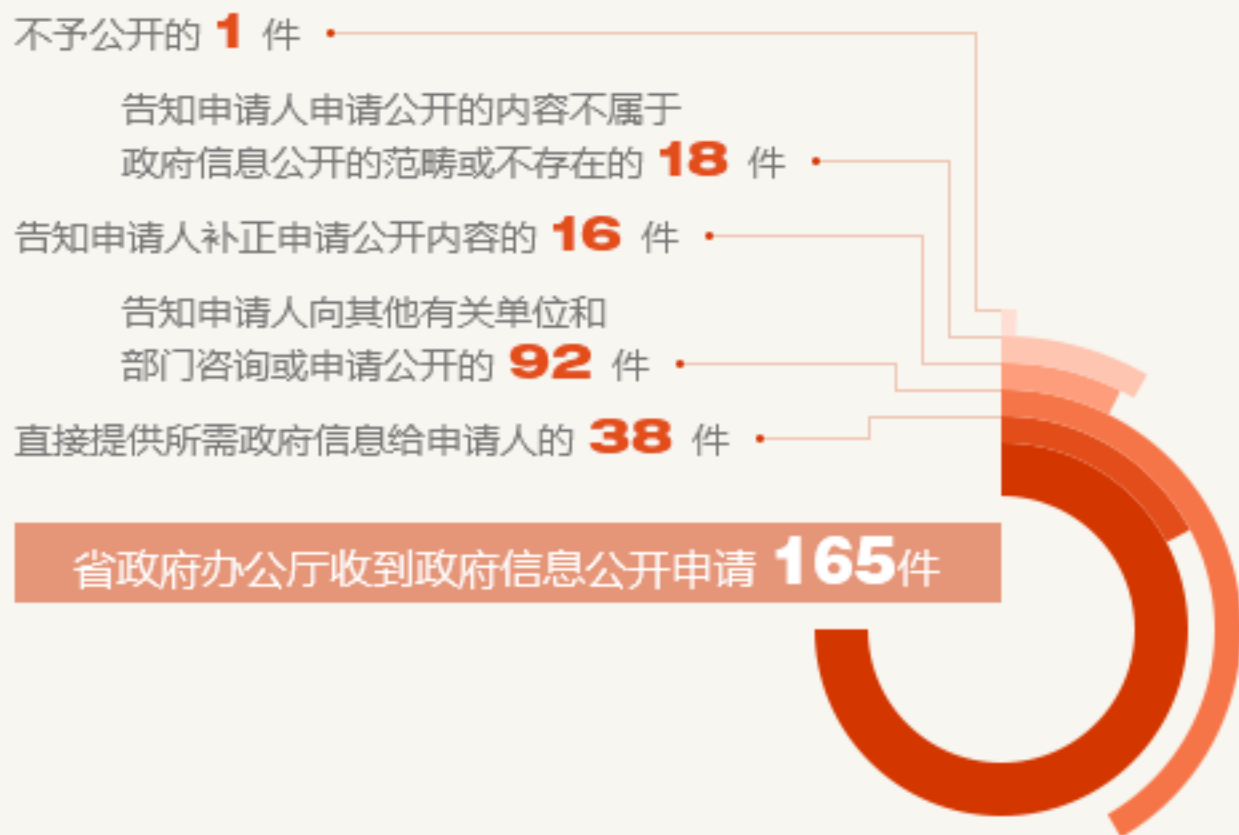 不予公开的 1 件
告知申请人申请公开的内容不属于
政府信息公开的范畴或不存在的 18 件
告知申请人补正申请公开内容的 16 件
告知申请人向其他有关单位和
部门咨询或申请公开的 92 件
直接提供所需政府信息给申请人的 38 件
省政府办公厅收到政府信息公开申请 165件